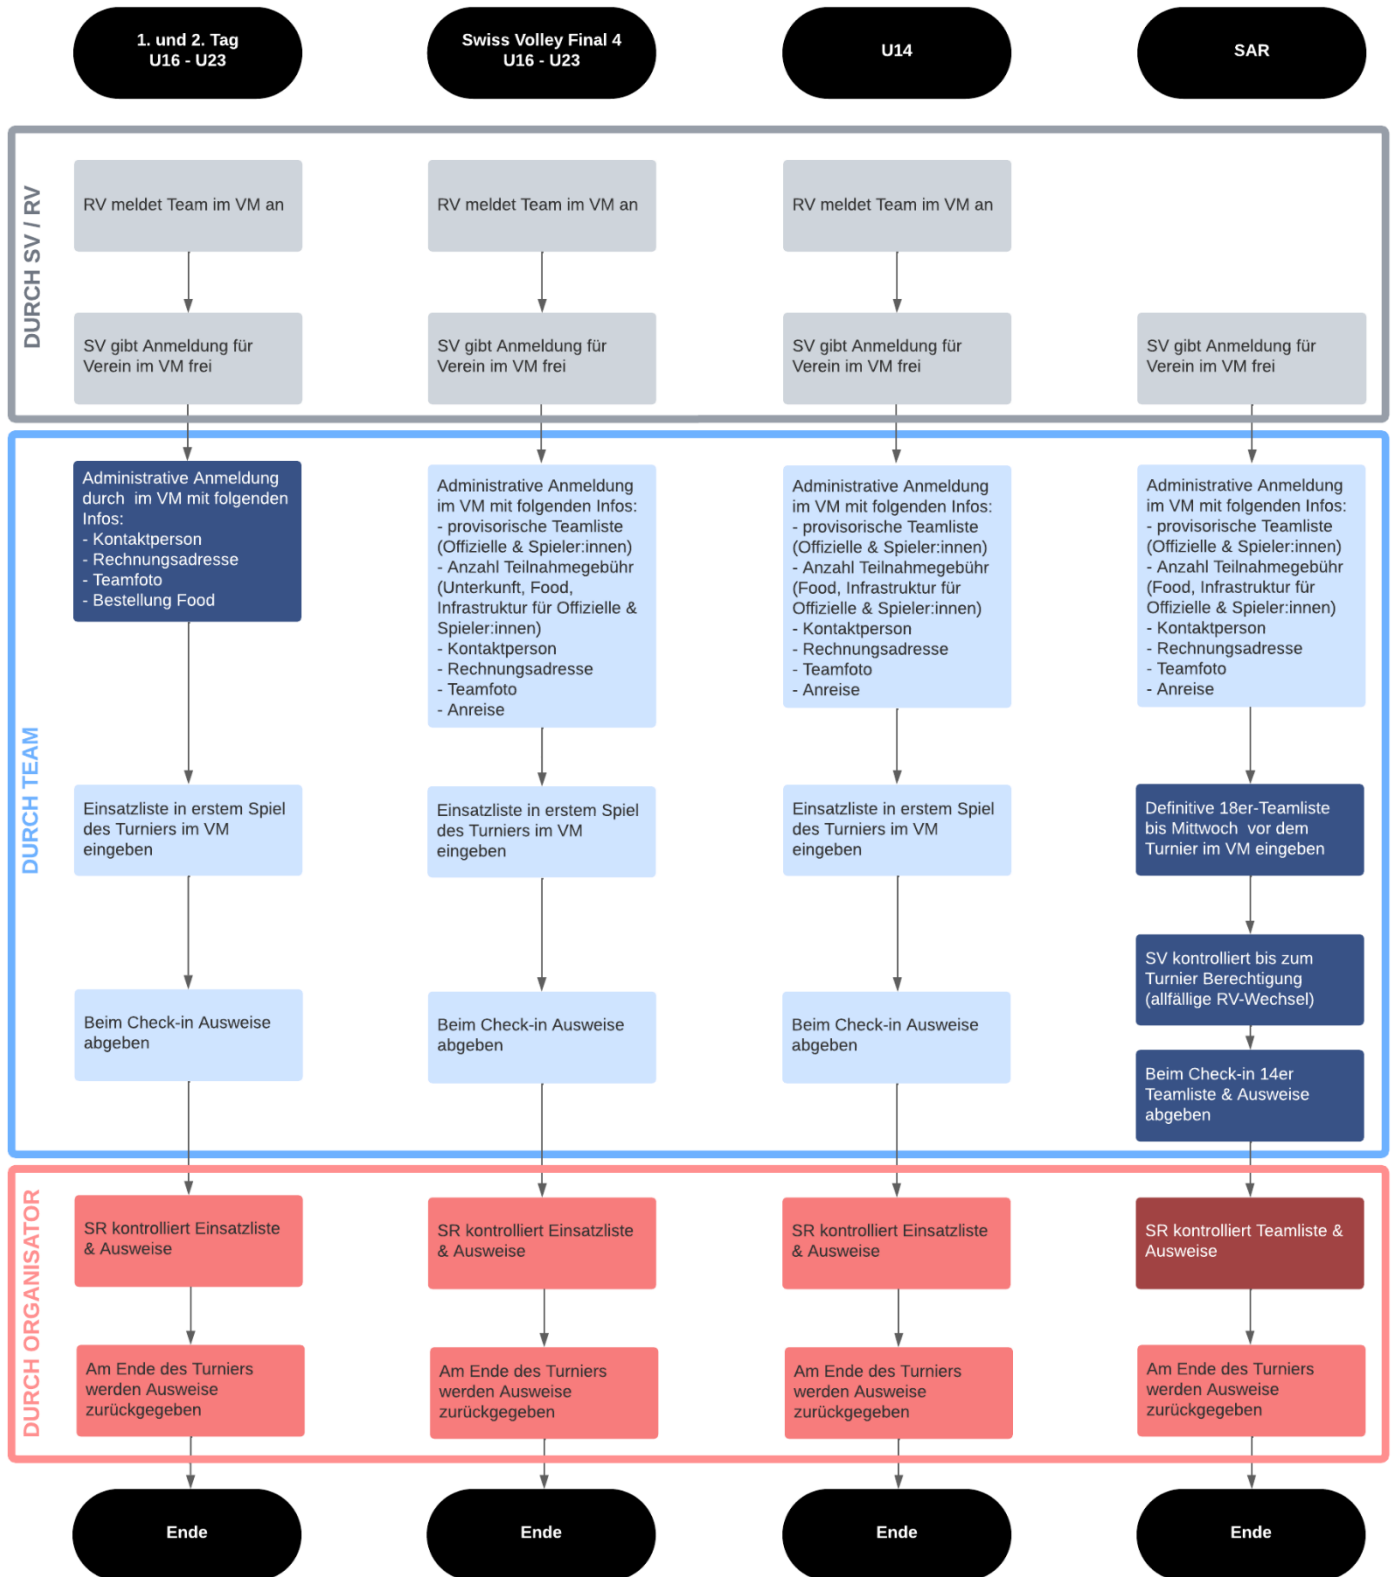 1. und 2. Tag
U16 - U23
Swiss Volley Final 4
U16 - U23
U14
SAR
DURCH SV / RV
RV meldet Team im VM an
RV meldet Team im VM an
RV meldet Team im VM an
SV gibt Anmeldung für
Verein im VM frei
SV gibt Anmeldung für
Verein im VM frei
SV gibt Anmeldung für
Verein im VM frei
SV gibt Anmeldung für
Verein im VM frei
DURCH TEAM
Administrative Anmeldung
durch  im VM mit folgenden
Infos:
- Kontaktperson
- Rechnungsadresse
- Teamfoto
- Bestellung Food
Administrative Anmeldung
im VM mit folgenden Infos:
- provisorische Teamliste
(Offizielle & Spieler:innen)
- Anzahl Teilnahmegebühr
(Unterkunft, Food,
Infrastruktur für Offizielle &
Spieler:innen)
- Kontaktperson
- Rechnungsadresse
- Teamfoto
- Anreise
Administrative Anmeldung
im VM mit folgenden Infos:
- provisorische Teamliste
(Offizielle & Spieler:innen)
- Anzahl Teilnahmegebühr
(Food, Infrastruktur für
Offizielle & Spieler:innen)
- Kontaktperson
- Rechnungsadresse
- Teamfoto
- Anreise
Administrative Anmeldung
im VM mit folgenden Infos:
- provisorische Teamliste
(Offizielle & Spieler:innen)
- Anzahl Teilnahmegebühr
(Food, Infrastruktur für
Offizielle & Spieler:innen)
- Kontaktperson
- Rechnungsadresse
- Teamfoto
- Anreise
Einsatzliste in erstem Spiel
des Turniers im VM
eingeben
Einsatzliste in erstem Spiel
des Turniers im VM
eingeben
Einsatzliste in erstem Spiel
des Turniers im VM
eingeben
Definitive 18er-Teamliste
bis Mittwoch  vor dem
Turnier im VM eingeben
SV kontrolliert bis zum
Turnier Berechtigung
(allfällige RV-Wechsel)
Beim Check-in Ausweise
abgeben
Beim Check-in Ausweise
abgeben
Beim Check-in Ausweise
abgeben
Beim Check-in 14er
Teamliste & Ausweise
abgeben
DURCH ORGANISATOR
SR kontrolliert Einsatzliste
& Ausweise
SR kontrolliert Einsatzliste
& Ausweise
SR kontrolliert Einsatzliste
& Ausweise
SR kontrolliert Teamliste &
Ausweise
Am Ende des Turniers
werden Ausweise
zurückgegeben
Am Ende des Turniers
werden Ausweise
zurückgegeben
Am Ende des Turniers
werden Ausweise
zurückgegeben
Am Ende des Turniers
werden Ausweise
zurückgegeben
Ende
Ende
Ende
Ende